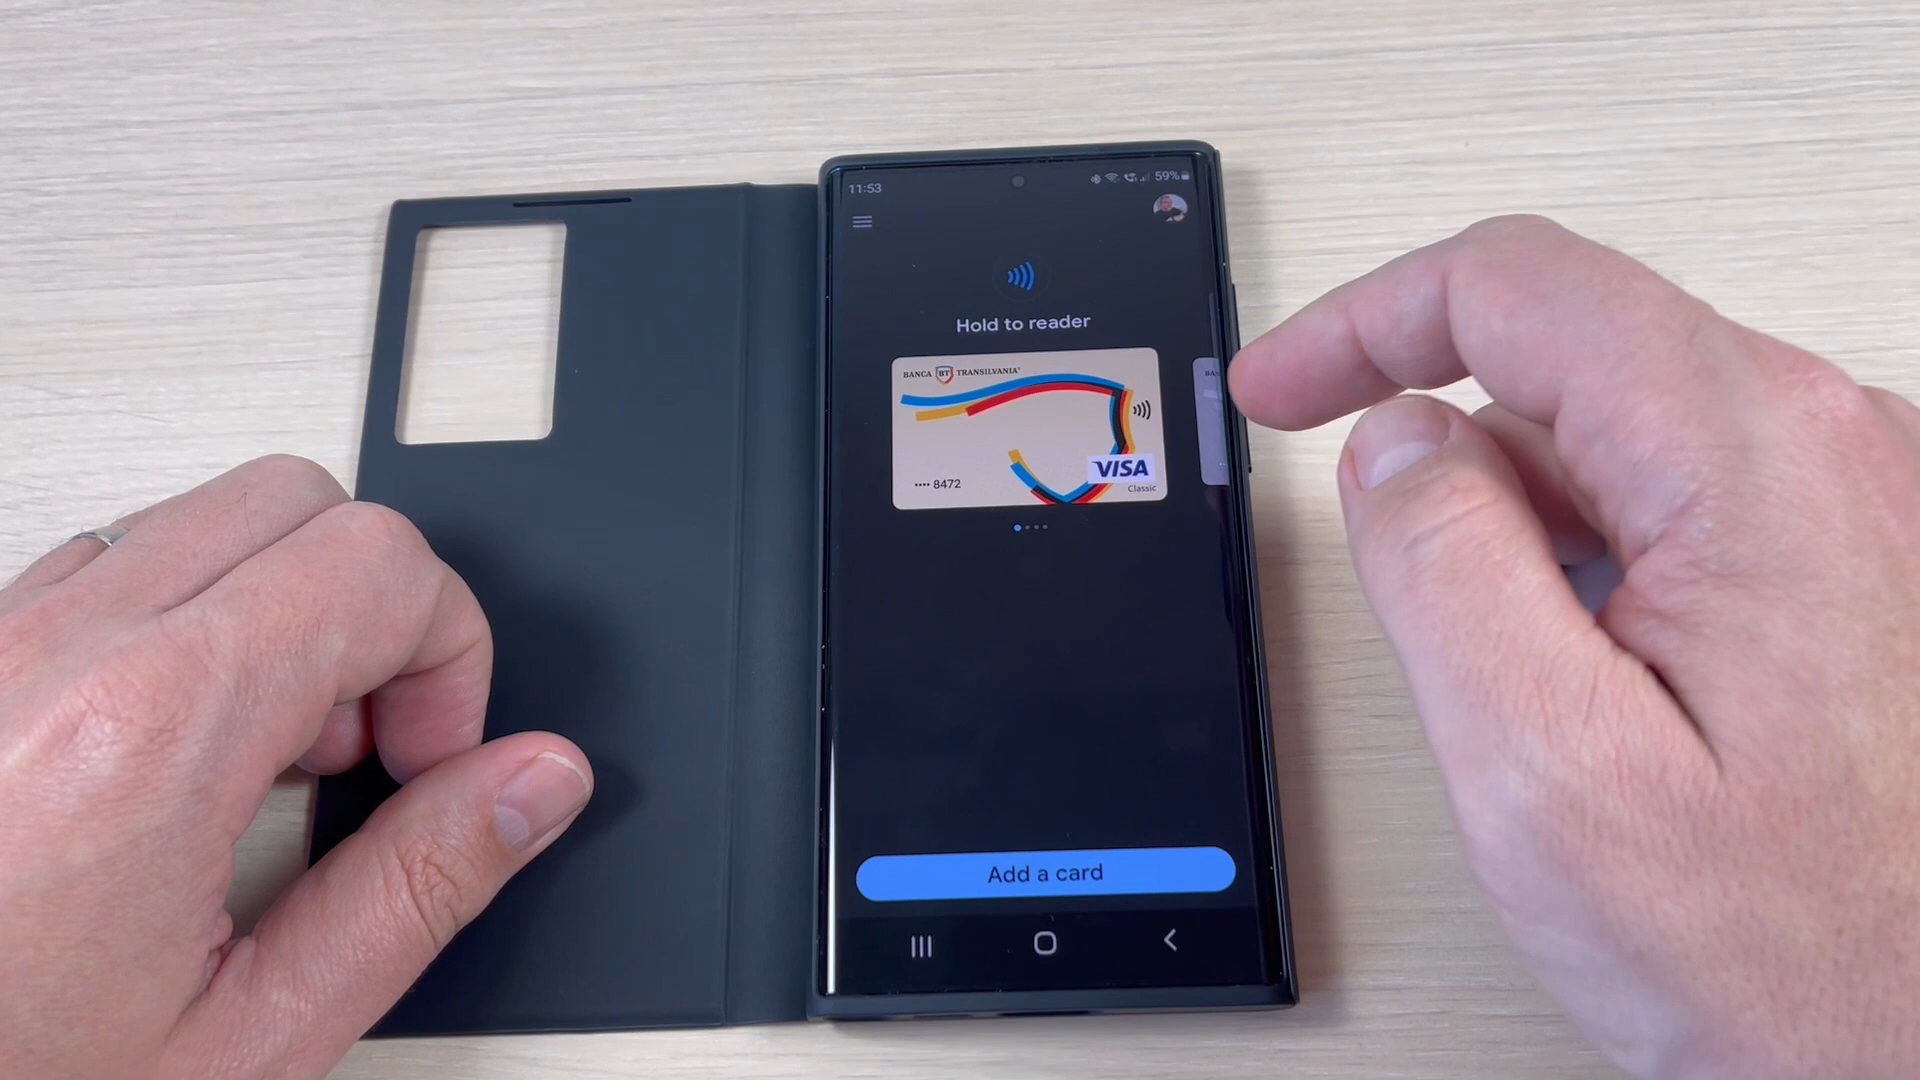 11:53
59%
Hold to reader
BANCA BT TRANSILVANIA
•••• 8472
VISA
Classic
Add a card